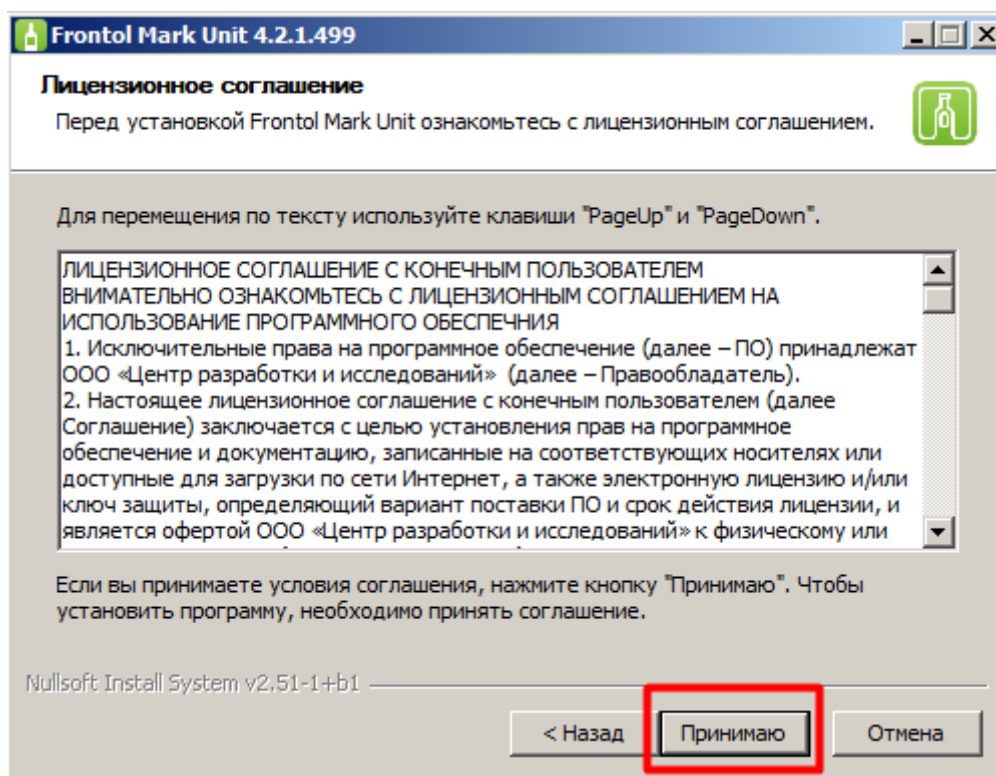 Frontol Mark Unit 4.2.1.499
Лицензионное соглашение
Перед установкой Frontol Mark Unit ознакомьтесь с лицензионным соглашением.
Для перемещения по тексту используйте клавиши "PageUp" и "PageDown".
ЛИЦЕНЗИОННОЕ СОГЛАШЕНИЕ С КОНЕЧНЫМ ПОЛЬЗОВАТЕЛЕМ
ВНИМАТЕЛЬНО ОЗНАКОМЬТЕСЬ С ЛИЦЕНЗИОННЫМ СОГЛАШЕНИЕМ НА
ИСПОЛЬЗОВАНИЕ ПРОГРАММНОГО ОБЕСПЕЧНИЯ
1. Исключительные права на программное обеспечение (далее – ПО) принадлежат
ООО «Центр разработки и исследований» (далее – Правообладатель).
2. Настоящее лицензионное соглашение с конечным пользователем (далее
Соглашение) заключается с целью установления прав на программное
обеспечение и документацию, записанные на соответствующих носителях или
доступные для загрузки по сети Интернет, а также электронную лицензию и/или
ключ защиты, определяющий вариант поставки ПО и срок действия лицензии, и
является офертой ООО «Центр разработки и исследований» к физическому или
Если вы принимаете условия соглашения, нажмите кнопку "Принимаю". Чтобы
установить программу, необходимо принять соглашение.
Nullsoft Install System v2.51-1+b1
< Назад Принимаю Отмена